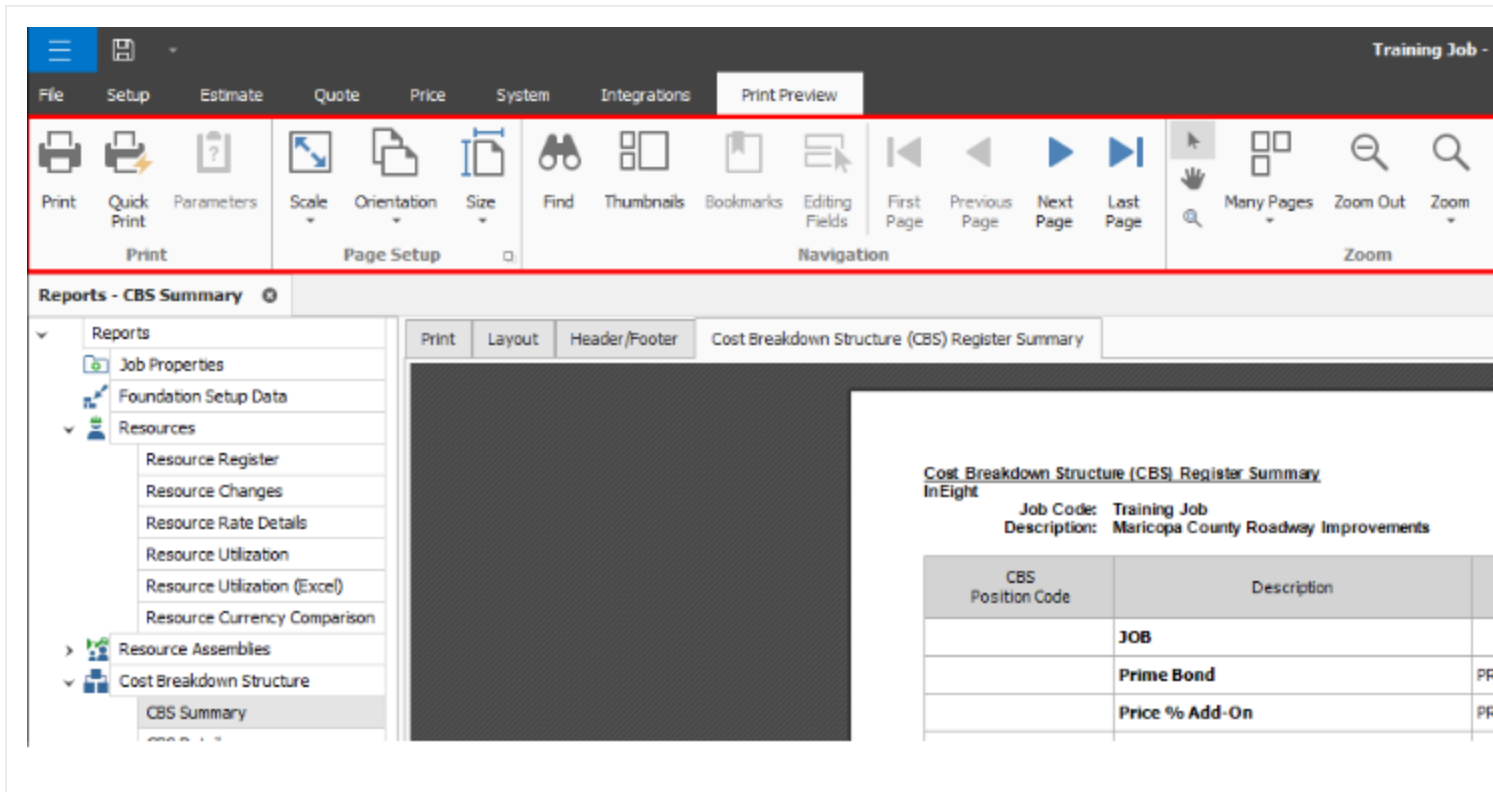 Training Job -
File Setup Estimate Quote Price System Integrations Print Preview
Print Quick Print Parameters Scale Orientation Size Find Thumbnails Bookmarks Editing Fields First Page Previous Page Next Page Last Page Many Pages Zoom Out Zoom
Print Page Setup Navigation Zoom
Reports - CBS Summary
Reports
Job Properties
Foundation Setup Data
Resources
Resource Register
Resource Changes
Resource Rate Details
Resource Utilization
Resource Utilization (Excel)
Resource Currency Comparison
Resource Assemblies
Cost Breakdown Structure
CBS Summary
Print Layout Header/Footer Cost Breakdown Structure (CBS) Register Summary
Cost Breakdown Structure (CBS) Register Summary
InEight
Job Code: Training Job
Description: Maricopa County Roadway Improvements
CBS Position Code Description
JOB
Prime Bond PR
Price % Add-On PR